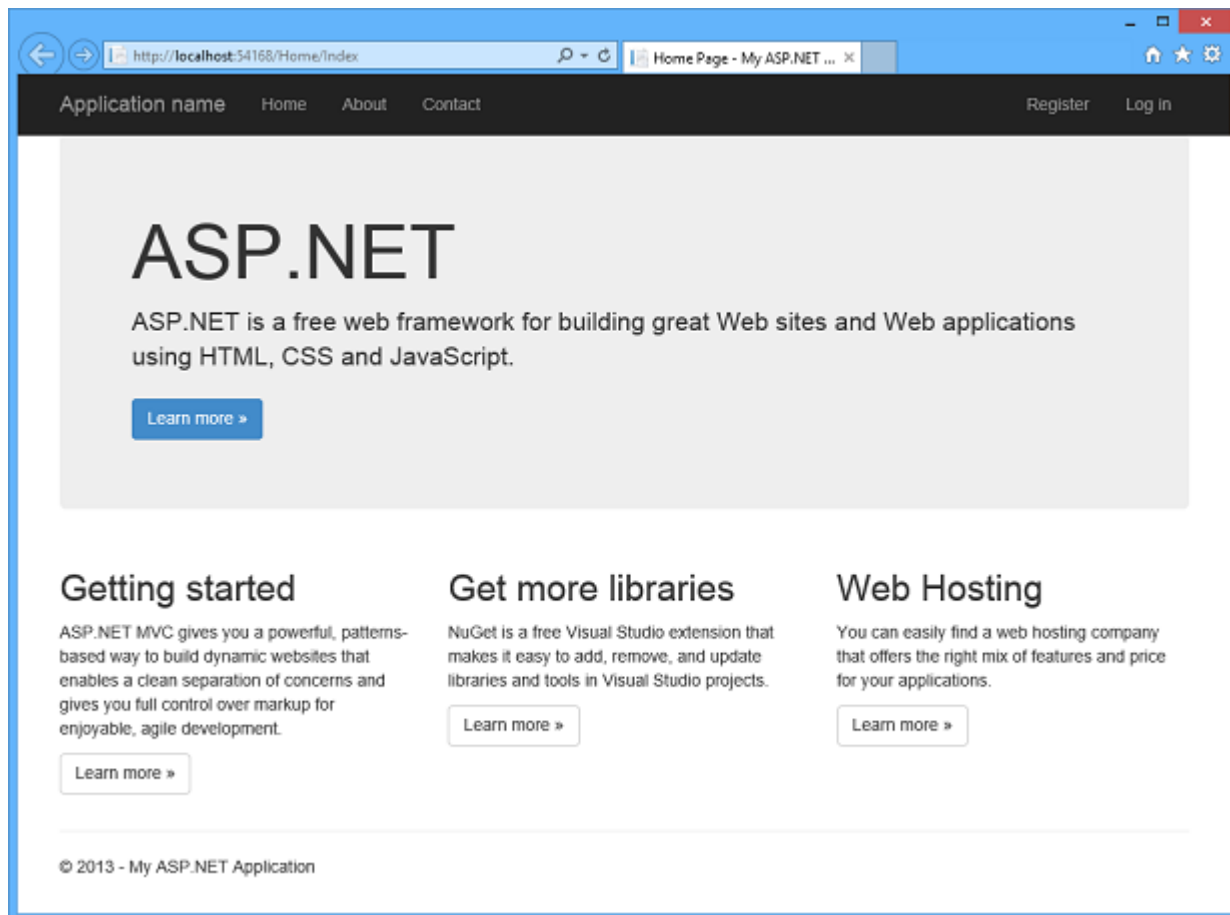 http://localhost:54168/Home/Index
Home Page - My ASP.NET ...
Application name Home About Contact Register Log in
ASP.NET
ASP.NET is a free web framework for building great Web sites and Web applications
using HTML, CSS and JavaScript.
Learn more »
Getting started
ASP.NET MVC gives you a powerful, patterns-
based way to build dynamic websites that
enables a clean separation of concerns and
gives you full control over markup for
enjoyable, agile development.
Learn more »
Get more libraries
NuGet is a free Visual Studio extension that
makes it easy to add, remove, and update
libraries and tools in Visual Studio projects.
Learn more »
Web Hosting
You can easily find a web hosting company
that offers the right mix of features and price
for your applications.
Learn more »
© 2013 - My ASP.NET Application